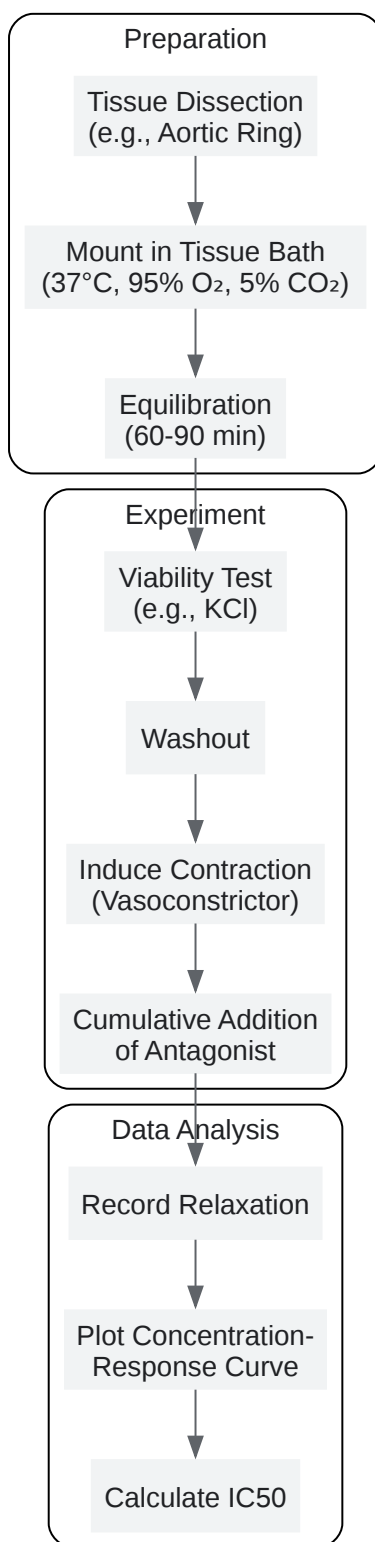 Preparation
Tissue Dissection
(e.g., Aortic Ring)
Mount in Tissue Bath
(37°C, 95% O₂, 5% CO₂)
Equilibration
(60-90 min)
Experiment
Viability Test
(e.g., KCl)
Washout
Induce Contraction
(Vasoconstrictor)
Cumulative Addition
of Antagonist
Data Analysis
Record Relaxation
Plot Concentration-
Response Curve
Calculate IC50